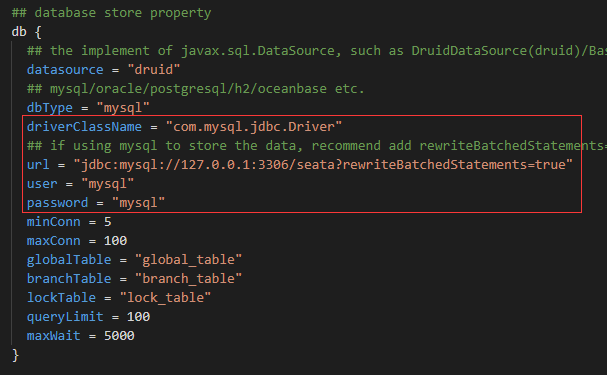 ## database store property
db {
## the implement of javax.sql.DataSource, such as DruidDataSource(druid)/Bas
datasource = "druid"
## mysql/oracle/postgresql/h2/oceanbase etc.
dbType = "mysql"
driverClassName = "com.mysql.jdbc.Driver"
## if using mysql to store the data, recommend add rewriteBatchedStatements=
url = "jdbc:mysql://127.0.0.1:3306/seata?rewriteBatchedStatements=true"
user = "mysql"
password = "mysql"
minConn = 5
maxConn = 100
globalTable = "global_table"
branchTable = "branch_table"
lockTable = "lock_table"
queryLimit = 100
maxWait = 5000
}